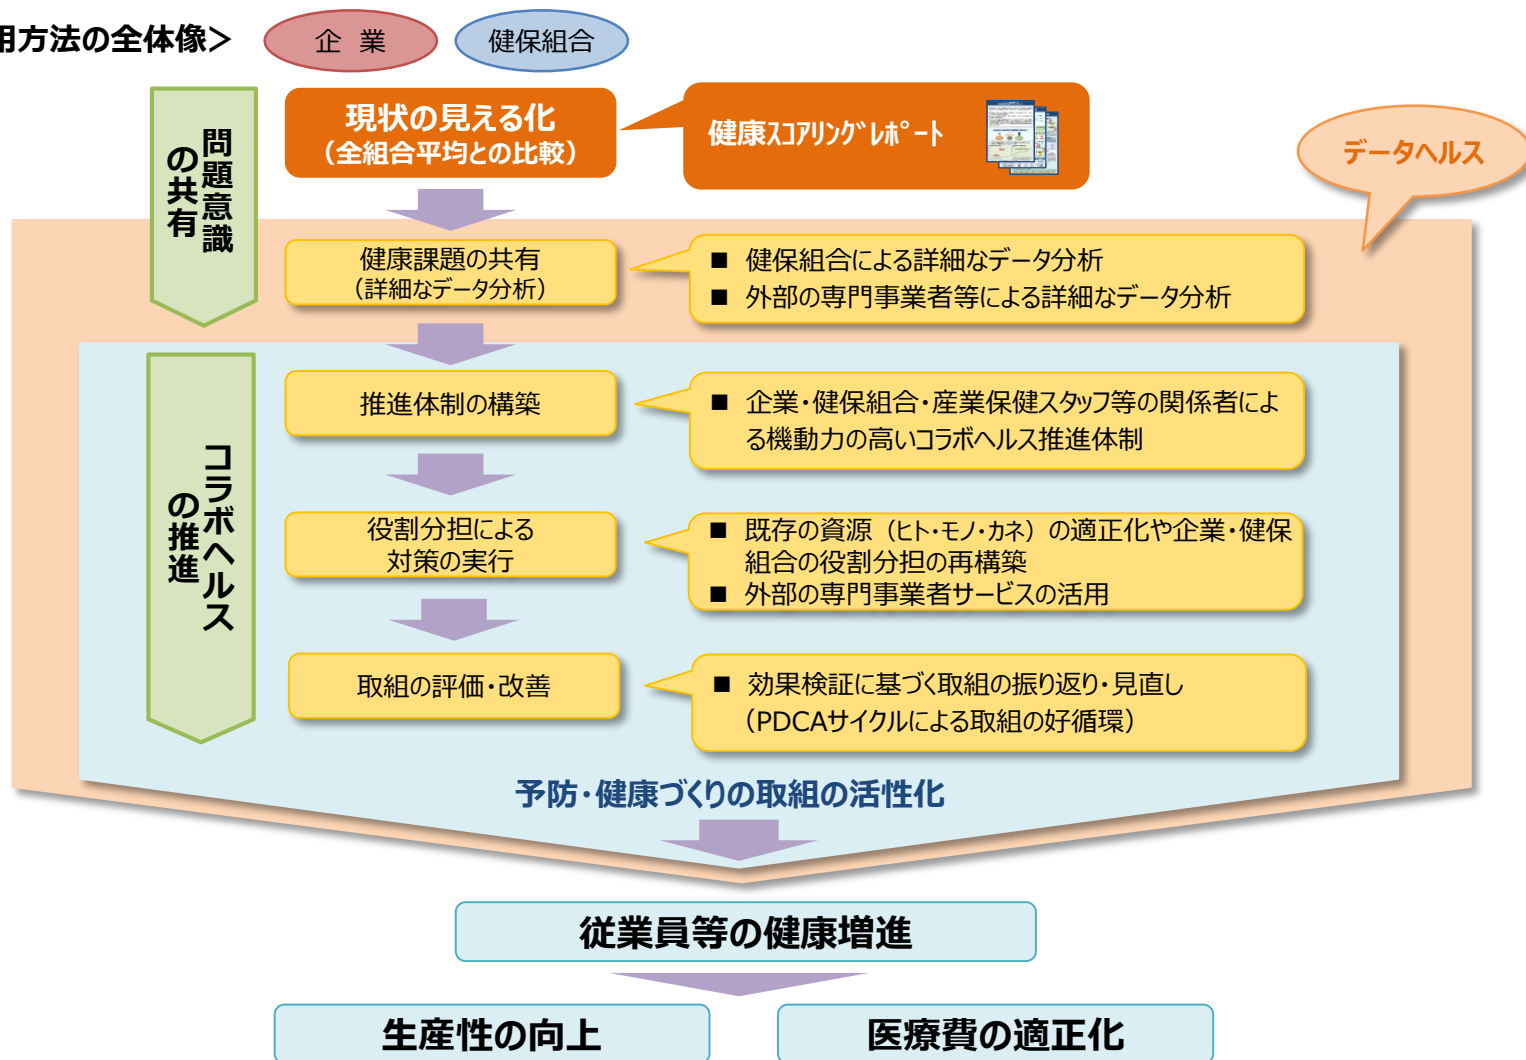 用方法の全体像>
企 業
健保組合
問題意識
の共有
現状の見える化
（全組合平均との比較）
健康ｽｺｱﾘﾝｸﾞﾚﾎﾟｰﾄ
データヘルス
健康課題の共有
（詳細なデータ分析）
■ 健保組合による詳細なデータ分析
■ 外部の専門事業者等による詳細なデータ分析
コラボヘルス
の推進
推進体制の構築
■ 企業・健保組合・産業保健スタッフ等の関係者によ
る機動力の高いコラボヘルス推進体制
役割分担による
対策の実行
■ 既存の資源（ヒト・モノ・カネ）の適正化や企業・健保
組合の役割分担の再構築
■ 外部の専門事業者サービスの活用
取組の評価・改善
■ 効果検証に基づく取組の振り返り・見直し
（PDCAサイクルによる取組の好循環）
予防・健康づくりの取組の活性化
従業員等の健康増進
生産性の向上
医療費の適正化